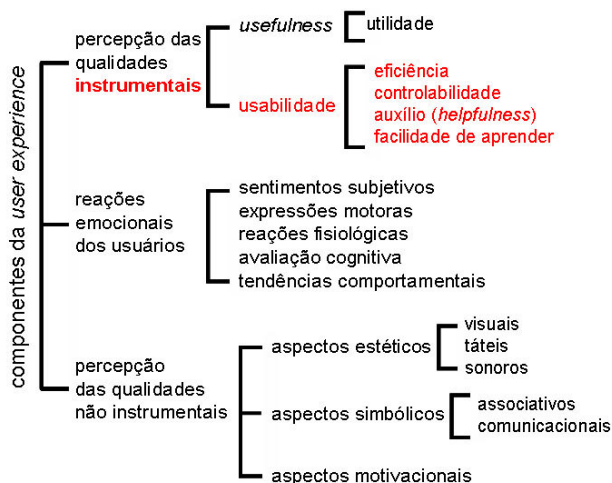 componentes da user experience
percepção das
qualidades
instrumentais
usefulness
utilidade
usabilidade
eficiência
controlabilidade
auxílio (helpfulness)
facilidade de aprender
reações
emocionais
dos usuários
sentimentos subjetivos
expressões motoras
reações fisiológicas
avaliação cognitiva
tendências comportamentais
percepção
das qualidades
não instrumentais
aspectos estéticos
visuais
táteis
sonoros
aspectos simbólicos
associativos
comunicacionais
aspectos motivacionais